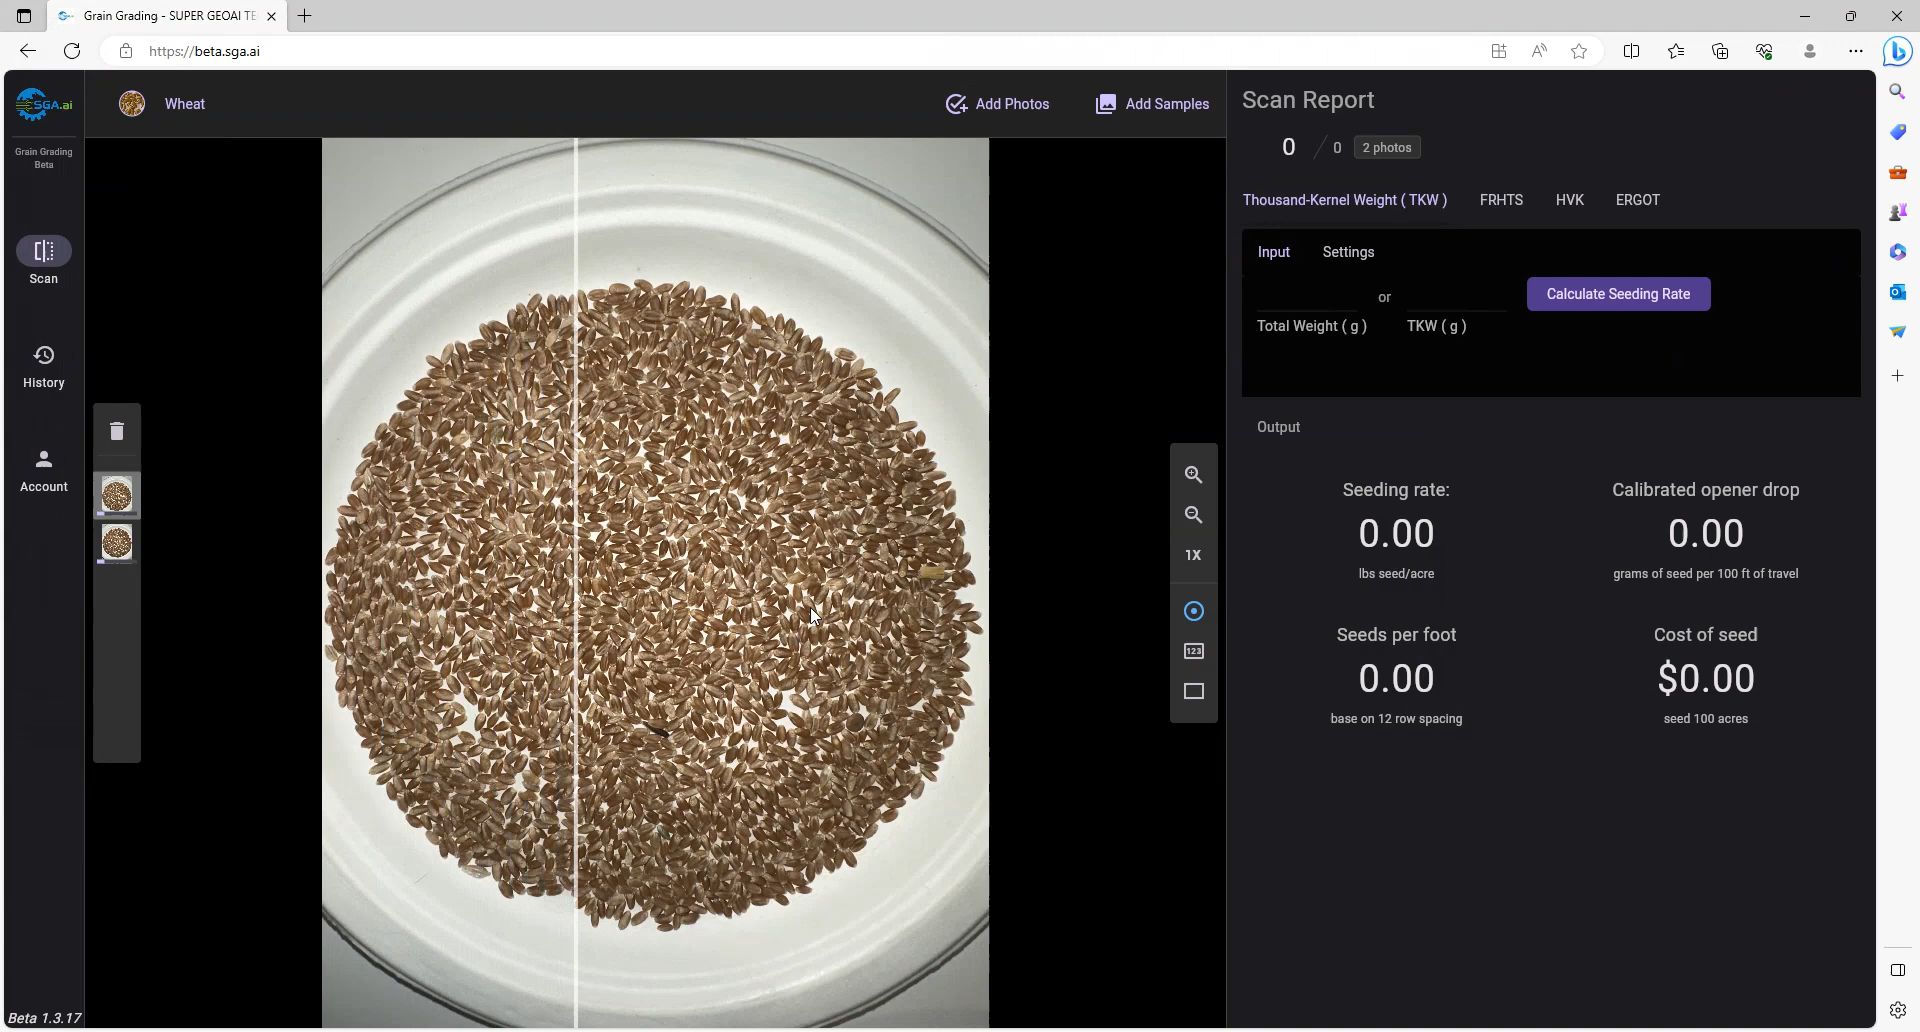 Grain Grading - SUPER GEOAI TE
https://beta.sga.ai
SGA.ai
Grain Grading
Beta
Scan
History
Account
Beta 1.3.17
Wheat
Add Photos
Add Samples
1X
123
Scan Report
0 / 0 2 photos
Thousand-Kernel Weight ( TKW ) FRHTS HVK ERGOT
Input Settings
or
Calculate Seeding Rate
Total Weight ( g ) TKW ( g )
Output
Seeding rate: Calibrated opener drop
0.00 0.00
lbs seed/acre grams of seed per 100 ft of travel
Seeds per foot Cost of seed
0.00 $0.00
base on 12 row spacing seed 100 acres